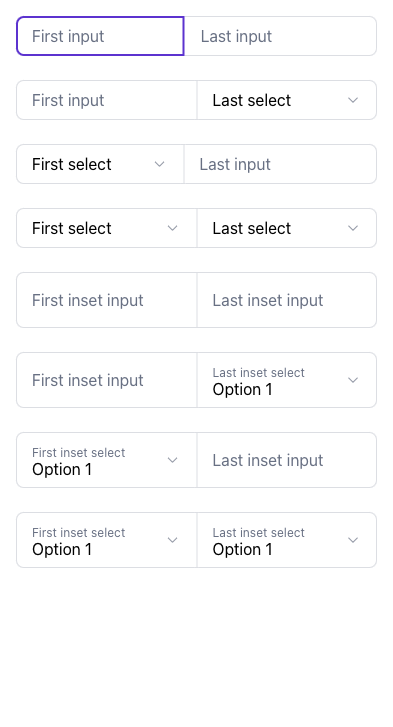 First input Last input
First input Last select
First select Last input
First select Last select
First inset input Last inset input
First inset input Last inset select
Option 1
First inset select
Option 1 Last inset input
First inset select Last inset select
Option 1 Option 1